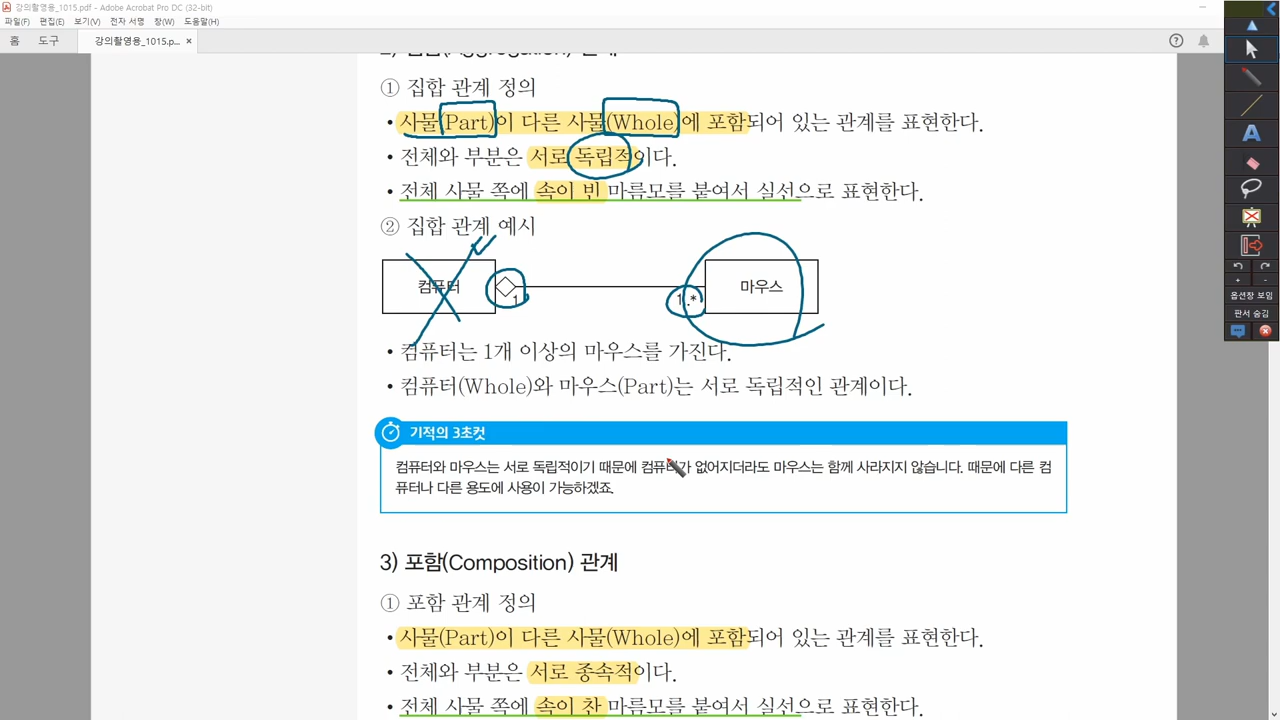 강의촬영용_1015.pdf - Adobe Acrobat Pro DC (32-bit)
파일(F) 편집(E) 보기(V) 전자 서명 창(W) 도움말(H)
홈 도구 강의촬영용_1015.p... ×
① 집합 관계 정의
• 사물(Part)이 다른 사물(Whole)에 포함되어 있는 관계를 표현한다.
• 전체와 부분은 서로 독립적이다.
• 전체 사물 쪽에 속이 빈 마름모를 붙여서 실선으로 표현한다.
② 집합 관계 예시
컴퓨터 마우스
1 1..*
• 컴퓨터는 1개 이상의 마우스를 가진다.
• 컴퓨터(Whole)와 마우스(Part)는 서로 독립적인 관계이다.
기적의 3초컷
컴퓨터와 마우스는 서로 독립적이기 때문에 컴퓨터가 없어지더라도 마우스는 함께 사라지지 않습니다. 때문에 다른 컴
퓨터나 다른 용도에 사용이 가능하겠죠.
3) 포함(Composition) 관계
① 포함 관계 정의
• 사물(Part)이 다른 사물(Whole)에 포함되어 있는 관계를 표현한다.
• 전체와 부분은 서로 종속적이다.
• 전체 사물 쪽에 속이 찬 마름모를 붙여서 실선으로 표현한다.
A
옵션창 보임
판서 숨김